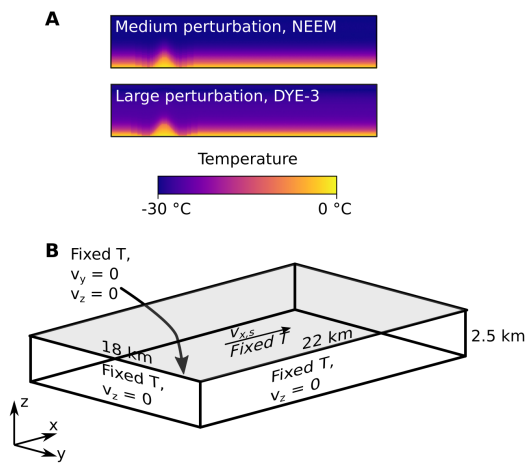 A
Medium perturbation, NEEM
Large perturbation, DYE-3
Temperature
-30 °C
0 °C
B
Fixed T,
v_y = 0
v_z = 0
v_x,s
Fixed T
18 km
22 km
2.5 km
Fixed T,
v_z = 0
Fixed T,
v_z = 0
z
x
y